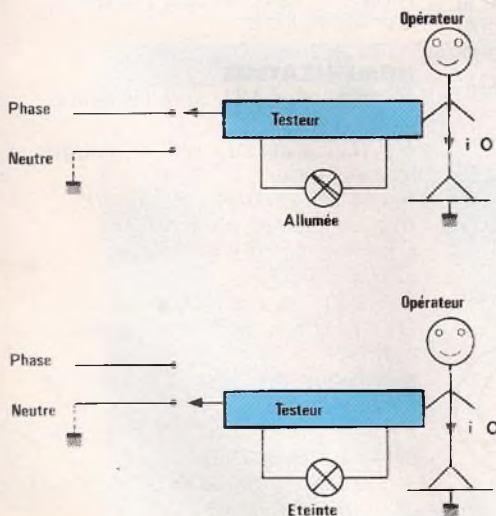 Opérateur
Phase
Testeur
i O
Neutre
Allumée
Opérateur
Phase
Neutre
Testeur
i O
Eteinte